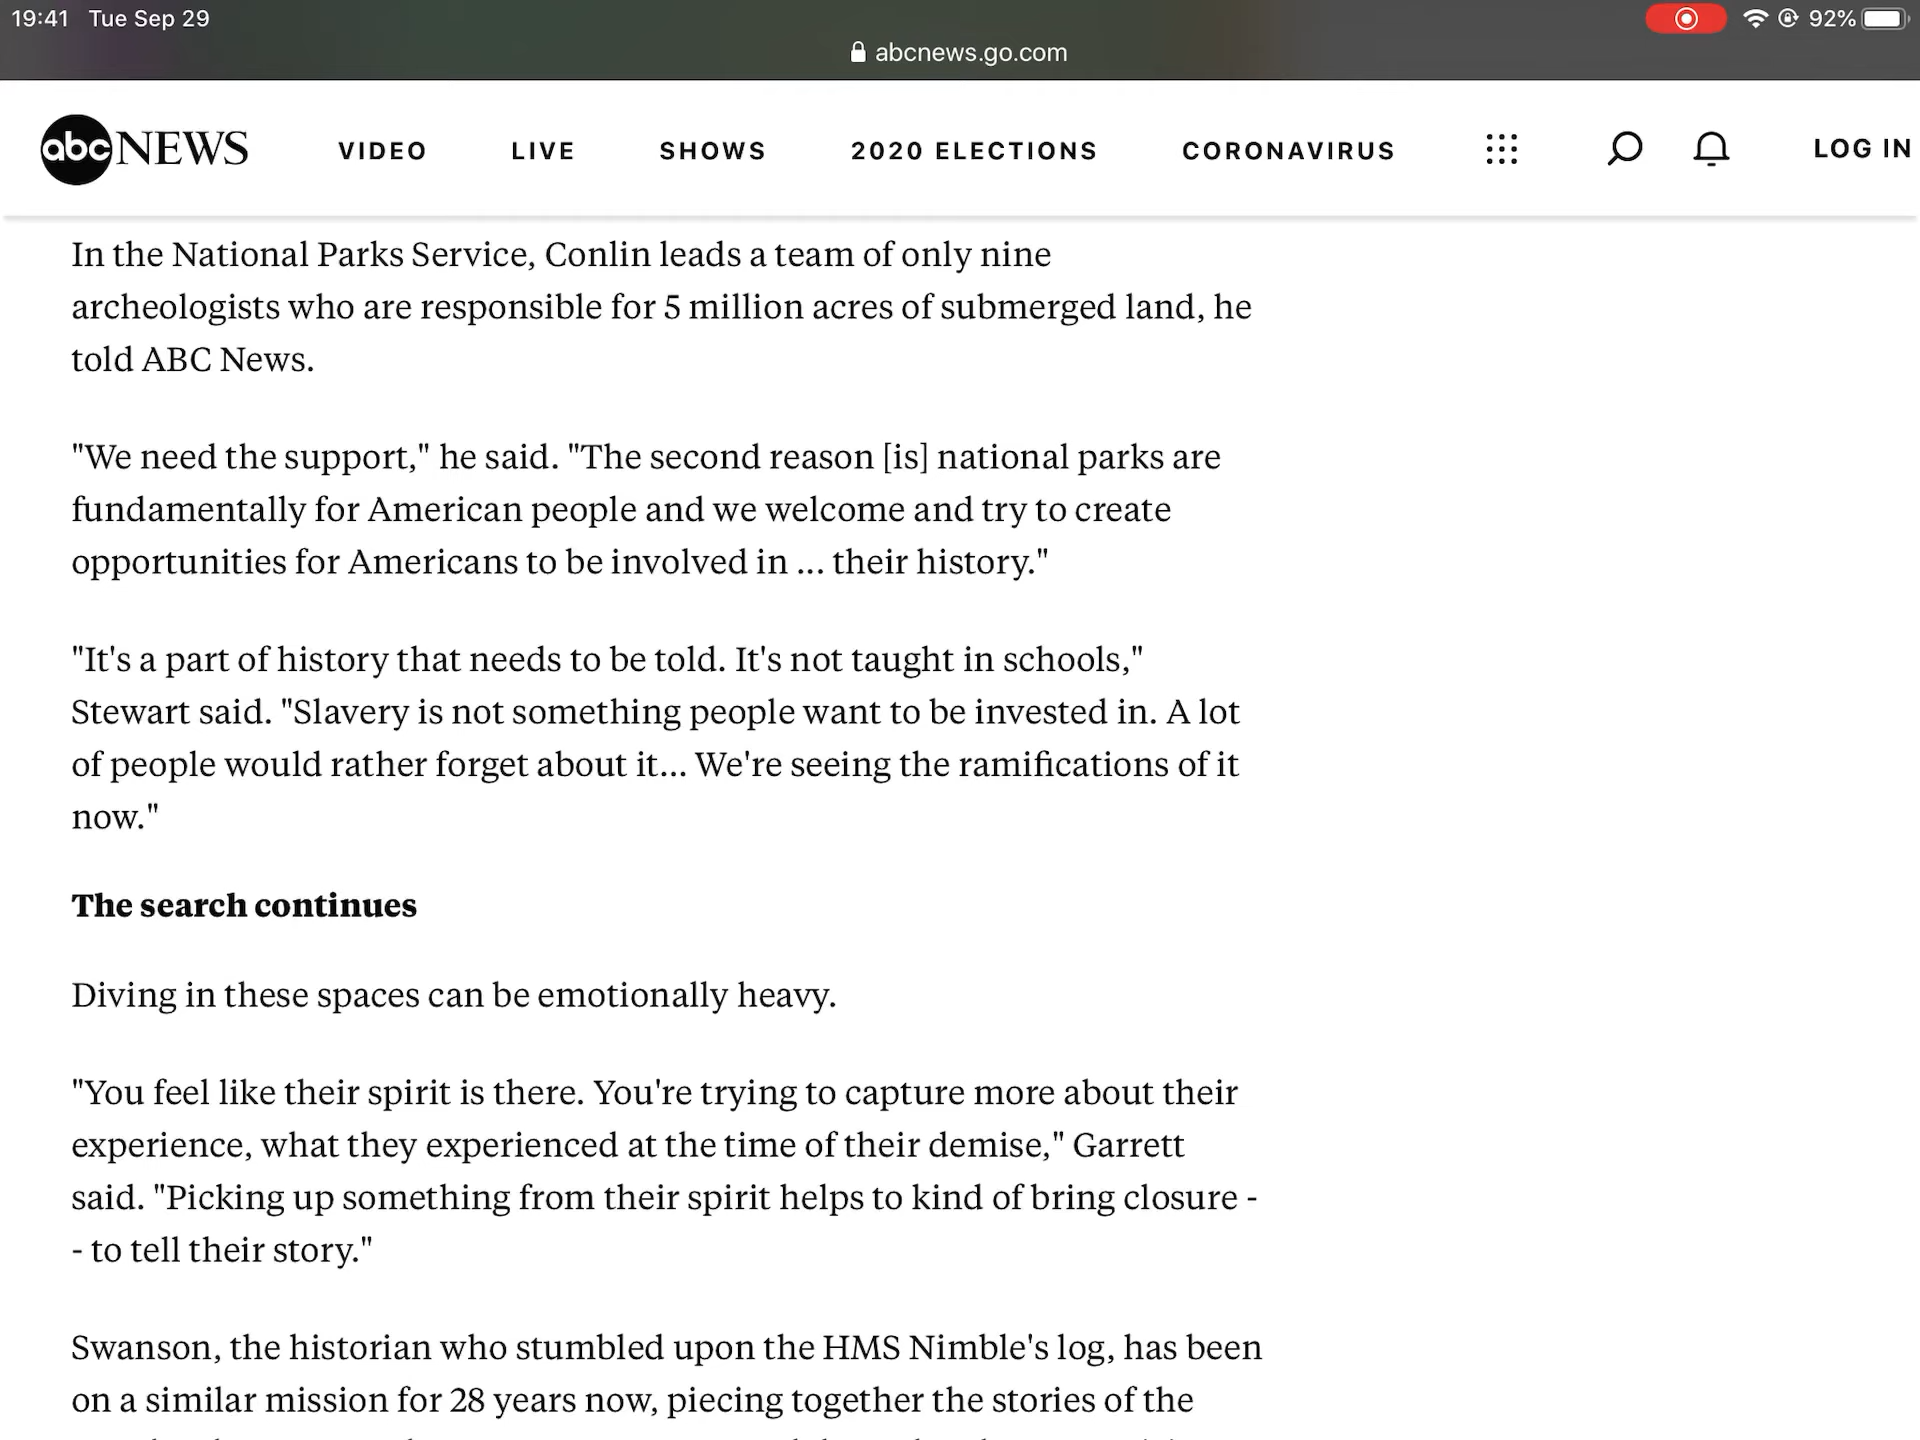 19:41 Tue Sep 29
92%
abcnews.go.com
abc NEWS VIDEO LIVE SHOWS 2020 ELECTIONS CORONAVIRUS LOG IN
In the National Parks Service, Conlin leads a team of only nine
archeologists who are responsible for 5 million acres of submerged land, he
told ABC News.
"We need the support," he said. "The second reason [is] national parks are
fundamentally for American people and we welcome and try to create
opportunities for Americans to be involved in ... their history."
"It's a part of history that needs to be told. It's not taught in schools,"
Stewart said. "Slavery is not something people want to be invested in. A lot
of people would rather forget about it... We're seeing the ramifications of it
now."
The search continues
Diving in these spaces can be emotionally heavy.
"You feel like their spirit is there. You're trying to capture more about their
experience, what they experienced at the time of their demise," Garrett
said. "Picking up something from their spirit helps to kind of bring closure -
- to tell their story."
Swanson, the historian who stumbled upon the HMS Nimble's log, has been
on a similar mission for 28 years now, piecing together the stories of the